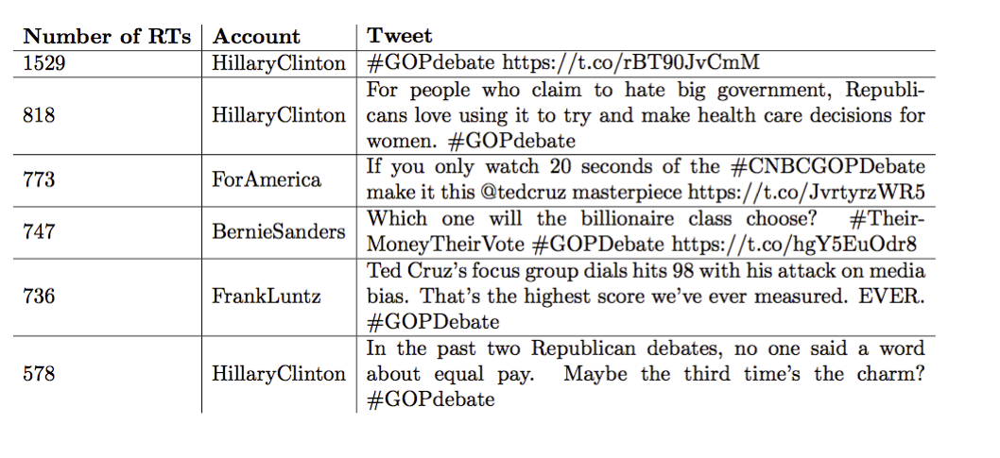 Number of RTs Account Tweet
1529 HillaryClinton #GOPdebate https://t.co/rBT90JvCmM
For people who claim to hate big government, Republi-
818 HillaryClinton cans love using it to try and make health care decisions for
women. #GOPdebate
773 ForAmerica If you only watch 20 seconds of the #CNBCGOPDebate
make it this @tedcruz masterpiece https://t.co/JvrtyrzWR5
747 BernieSanders Which one will the billionaire class choose? #Their-
MoneyTheirVote #GOPDebate https://t.co/hgY5EuOdr8
Ted Cruz's focus group dials hits 98 with his attack on media
736 FrankLuntz bias. That's the highest score we've ever measured. EVER.
#GOPDebate
In the past two Republican debates, no one said a word
578 HillaryClinton about equal pay. Maybe the third time's the charm?
#GOPdebate